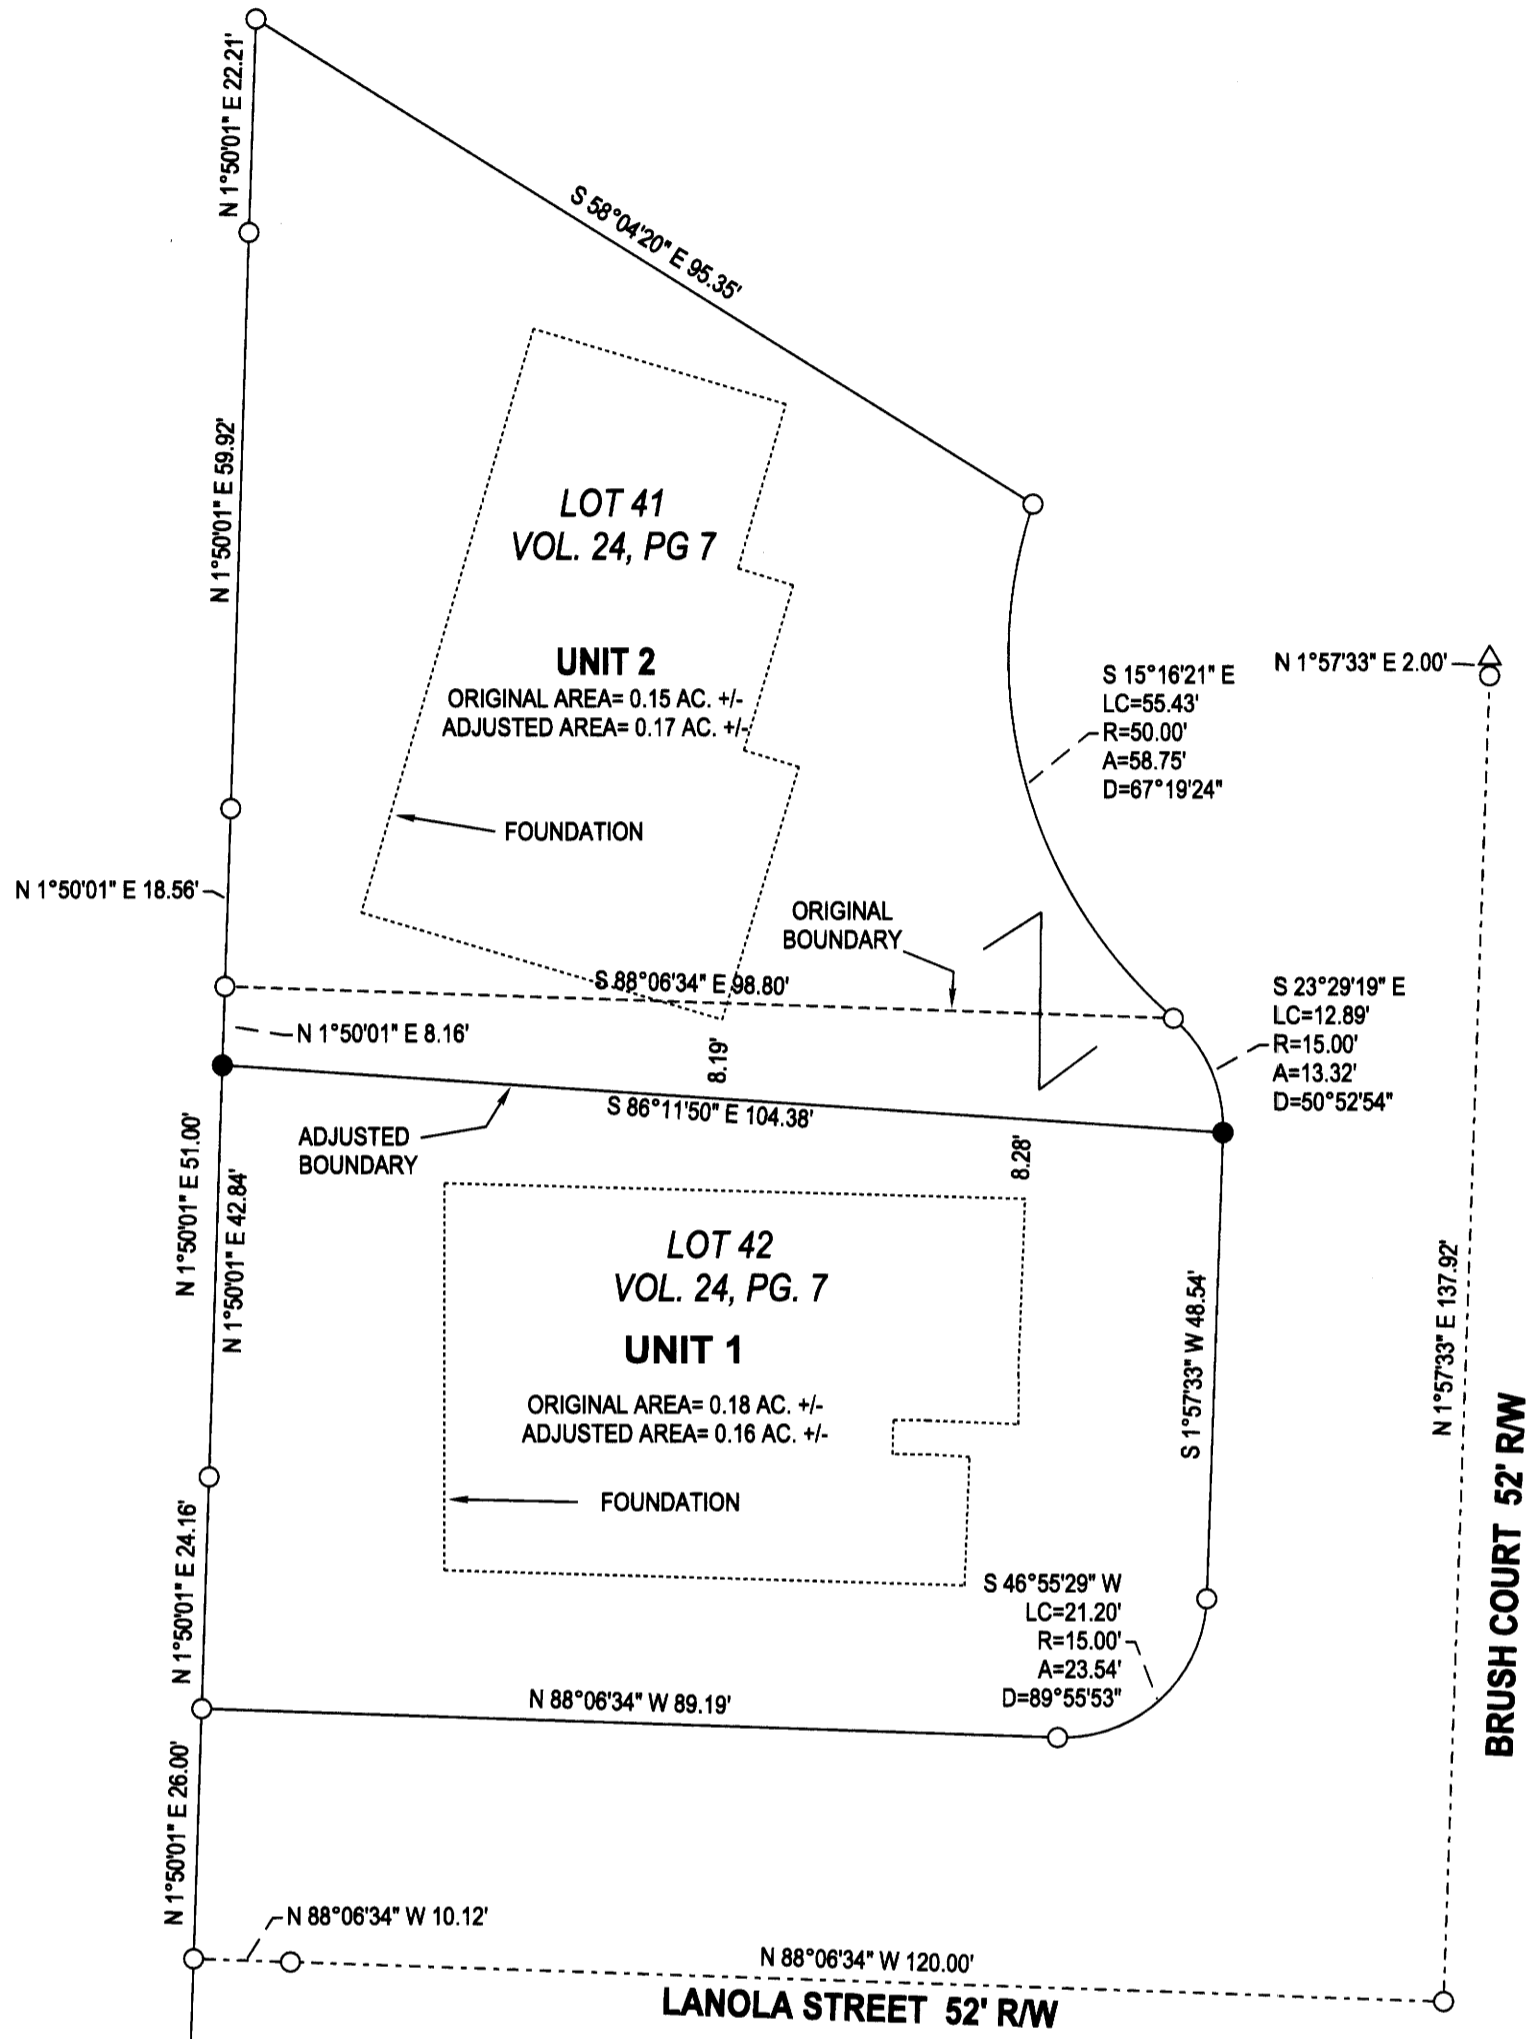 N 1°50'01" E 22.21'
S 58°04'20" E 95.35'
N 1°50'01" E 59.92'
LOT 41
VOL. 24, PG 7
UNIT 2
ORIGINAL AREA= 0.15 AC. +/-
ADJUSTED AREA= 0.17 AC. +/-
S 15°16'21" E
LC=55.43'
R=50.00'
A=58.75'
D=67°19'24"
N 1°57'33" E 2.00'
FOUNDATION
N 1°50'01" E 18.56'
ORIGINAL
BOUNDARY
S 88°06'34" E 98.80'
S 23°29'19" E
LC=12.89'
R=15.00'
A=13.32'
D=50°52'54"
N 1°50'01" E 8.16'
8.19'
S 86°11'50" E 104.38'
ADJUSTED
BOUNDARY
8.28'
N 1°50'01" E 51.00'
N 1°50'01" E 42.84'
LOT 42
VOL. 24, PG. 7
UNIT 1
ORIGINAL AREA= 0.18 AC. +/-
ADJUSTED AREA= 0.16 AC. +/-
FOUNDATION
S 1°57'33" W 48.54'
N 1°57'33" E 137.92'
BRUSH COURT 52' R/W
N 1°50'01" E 24.16'
S 46°55'29" W
LC=21.20'
R=15.00'
A=23.54'
D=89°55'53"
N 88°06'34" W 89.19'
N 1°50'01" E 26.00'
N 88°06'34" W 10.12'
N 88°06'34" W 120.00'
LANOLA STREET 52' R/W